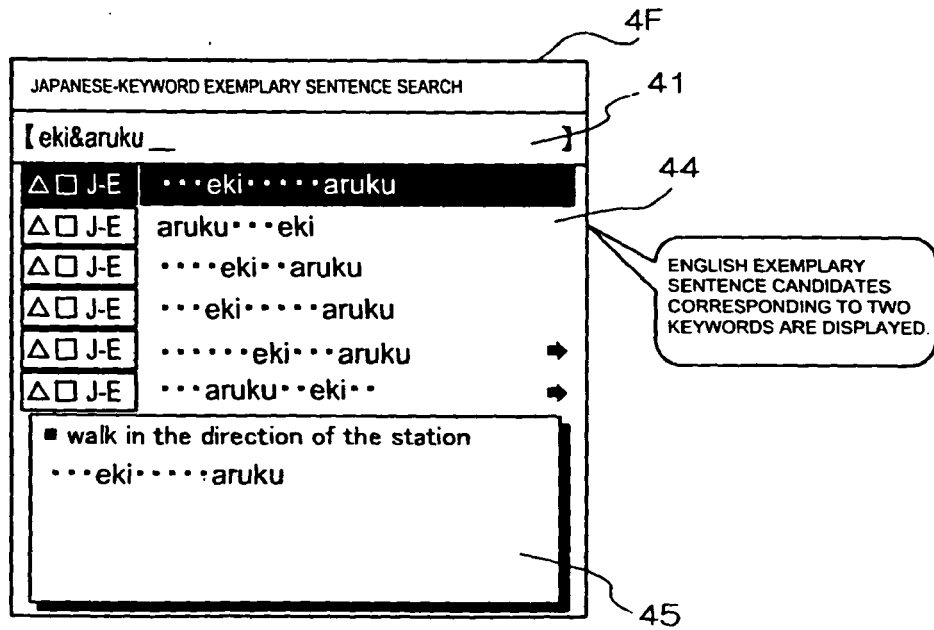 4F
JAPANESE-KEYWORD EXEMPLARY SENTENCE SEARCH
41
【eki&aruku __ 】
44
△□ J-E ・・・eki・・・・・aruku
△□ J-E aruku・・・eki
△□ J-E ・・・・eki・・aruku
△□ J-E ・・・eki・・・・・aruku
△□ J-E ・・・・・・eki・・・aruku ➡
△□ J-E ・・・aruku・・eki・・ ➡
ENGLISH EXEMPLARY
SENTENCE CANDIDATES
CORRESPONDING TO TWO
KEYWORDS ARE DISPLAYED.
■ walk in the direction of the station
・・・eki・・・・・aruku
45